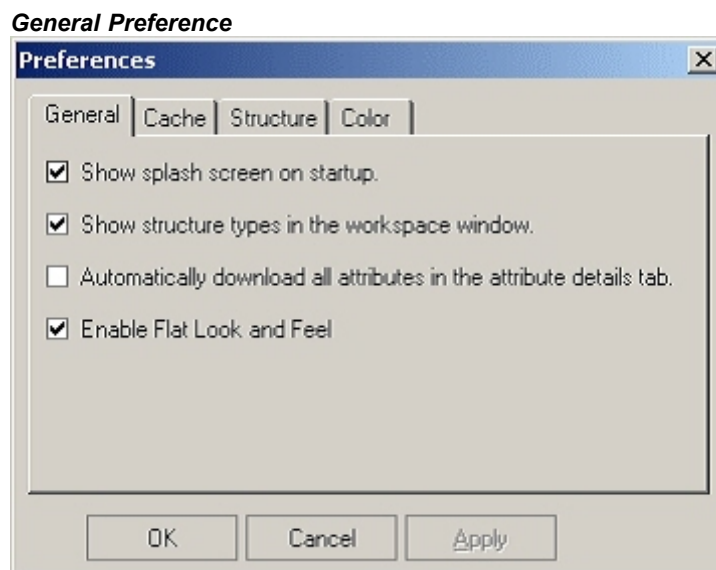 General Preference
Preferences
General Cache Structure Color
Show splash screen on startup.
Show structure types in the workspace window.
Automatically download all attributes in the attribute details tab.
Enable Flat Look and Feel
OK Cancel Apply